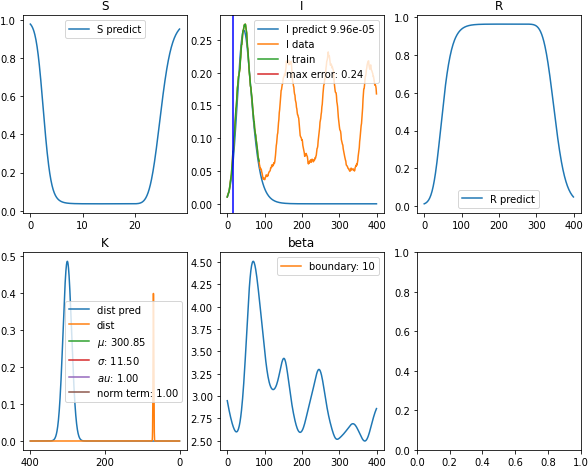 S
I
R
S predict
I predict 9.96e-05
I data
I train
max error: 0.24
R predict
1.0
0.8
0.6
0.4
0.2
0.0
0 10 20
0.25
0.20
0.15
0.10
0.05
0.00
0 100 200 300 400
1.0
0.8
0.6
0.4
0.2
0.0
0 200 400
K
beta
dist pred
dist
μ: 300.85
σ: 11.50
au: 1.00
norm term: 1.00
boundary: 10
0.5
0.4
0.3
0.2
0.1
0.0
400 200 0
4.50
4.25
4.00
3.75
3.50
3.25
3.00
2.75
2.50
0 100 200 300 400
1.0
0.8
0.6
0.4
0.2
0.0
0.0 0.2 0.4 0.6 0.8 1.0